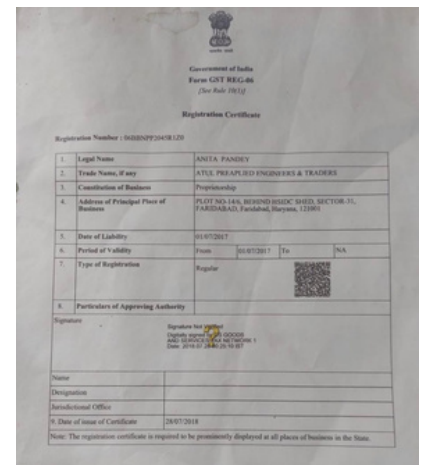 Government of India
Form GST REG-06
[See Rule 10(1)]
Registration Certificate
Registration Number :
1. Legal Name ANITA PANDEY
2. Trade Name, if any ATUL PREAPLIED ENGINEERS & TRADERS
3. Constitution of Business Proprietorship
4. Address of Principal Place of Business PLOT NO-14/6, BEHIND HSIDC SHED, SECTOR-31,
FARIDABAD, Faridabad, Haryana, 121001
5. Date of Liability 01/07/2017
6. Period of Validity From 01/07/2017 To NA
7. Type of Registration Regular
8. Particulars of Approving Authority
Signature
Signature Not Verified
Digitally signed by DS GOODS
AND SERVICES TAX NETWORK 1
Name
Designation
Jurisdictional Office
9. Date of issue of Certificate 28/07/2018
Note: The registration certificate is required to be prominently displayed at all places of business in the State.